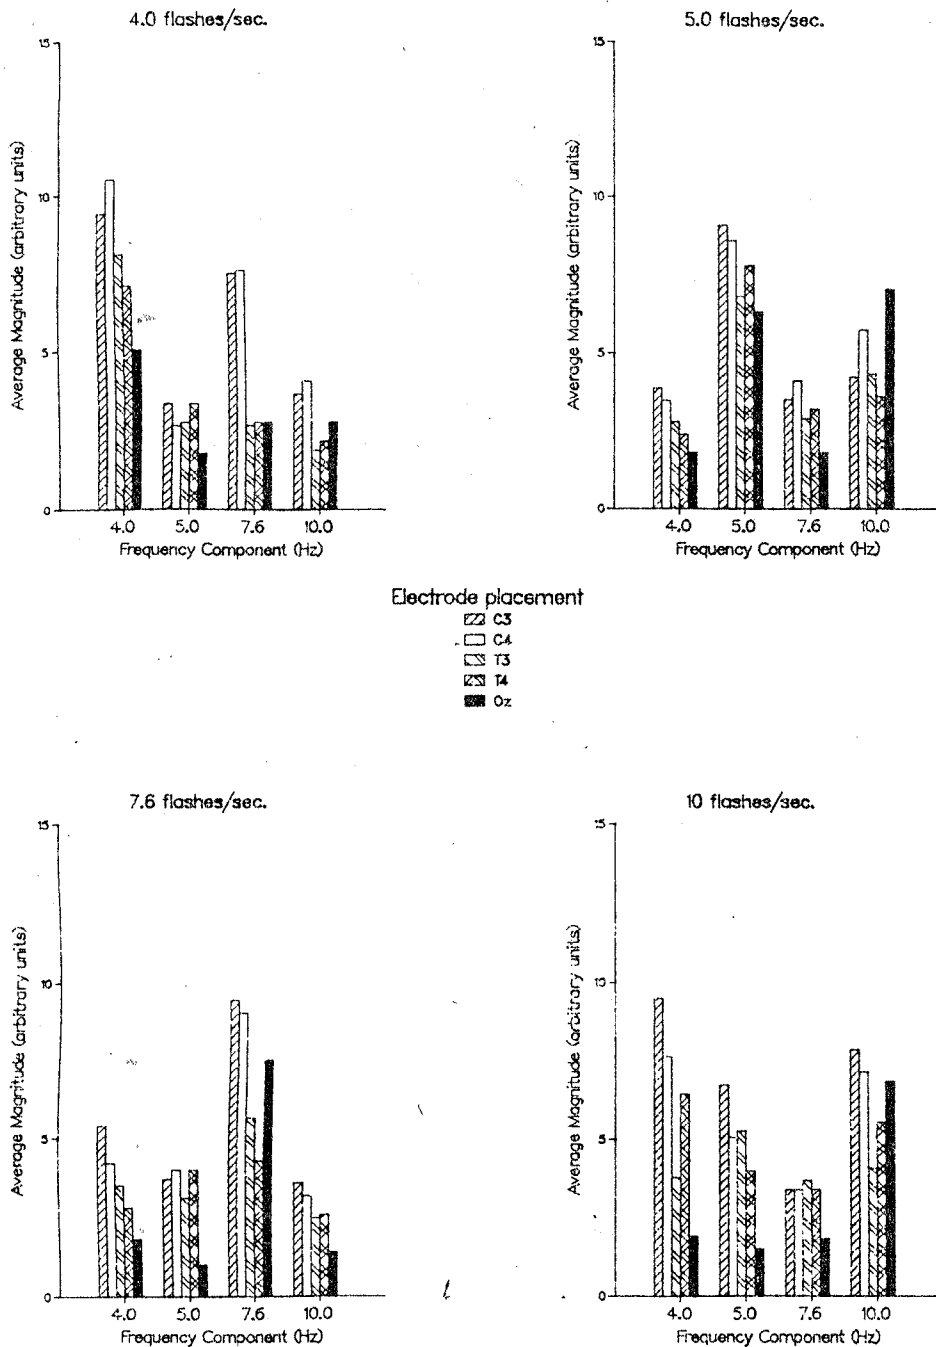 4.0 flashes/sec.
15
10
5
0
Average Magnitude (arbitrary units)
4.0 5.0 7.6 10.0
Frequency Component (Hz)
5.0 flashes/sec.
15
10
5
0
Average Magnitude (arbitrary units)
4.0 5.0 7.6 10.0
Frequency Component (Hz)
Electrode placement
C3
C4
T3
T4
Oz
7.6 flashes/sec.
15
10
5
0
Average Magnitude (arbitrary units)
4.0 5.0 7.6 10.0
Frequency Component (Hz)
10 flashes/sec.
15
10
5
0
Average Magnitude (arbitrary units)
4.0 5.0 7.6 10.0
Frequency Component (Hz)